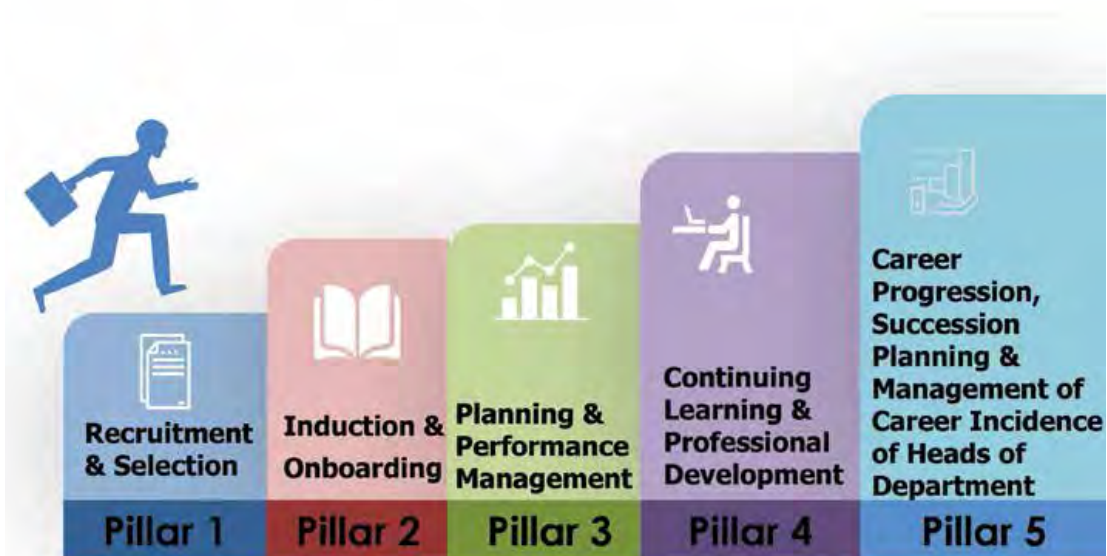 Recruitment
& Selection
Pillar 1
Induction &
Onboarding
Pillar 2
Planning &
Performance
Management
Pillar 3
Continuing
Learning &
Professional
Development
Pillar 4
Career
Progression,
Succession
Planning &
Management of
Career Incidence
of Heads of
Department
Pillar 5